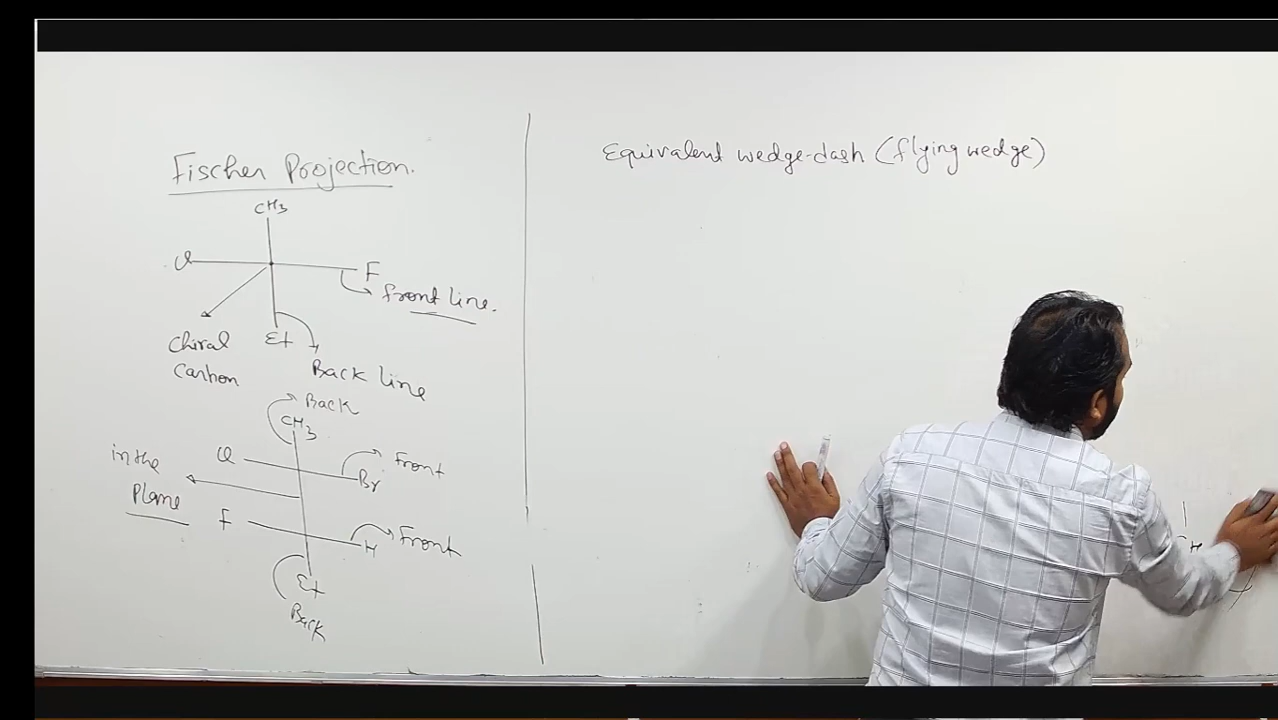 Fischer Projection.
CH3
Cl F
front line.
Chiral
Carbon
Et
Back line
Back
CH3
Cl Br Front
in the
Plane
F H Front
Et
Back
Equivalent wedge-dash (flying wedge)
H